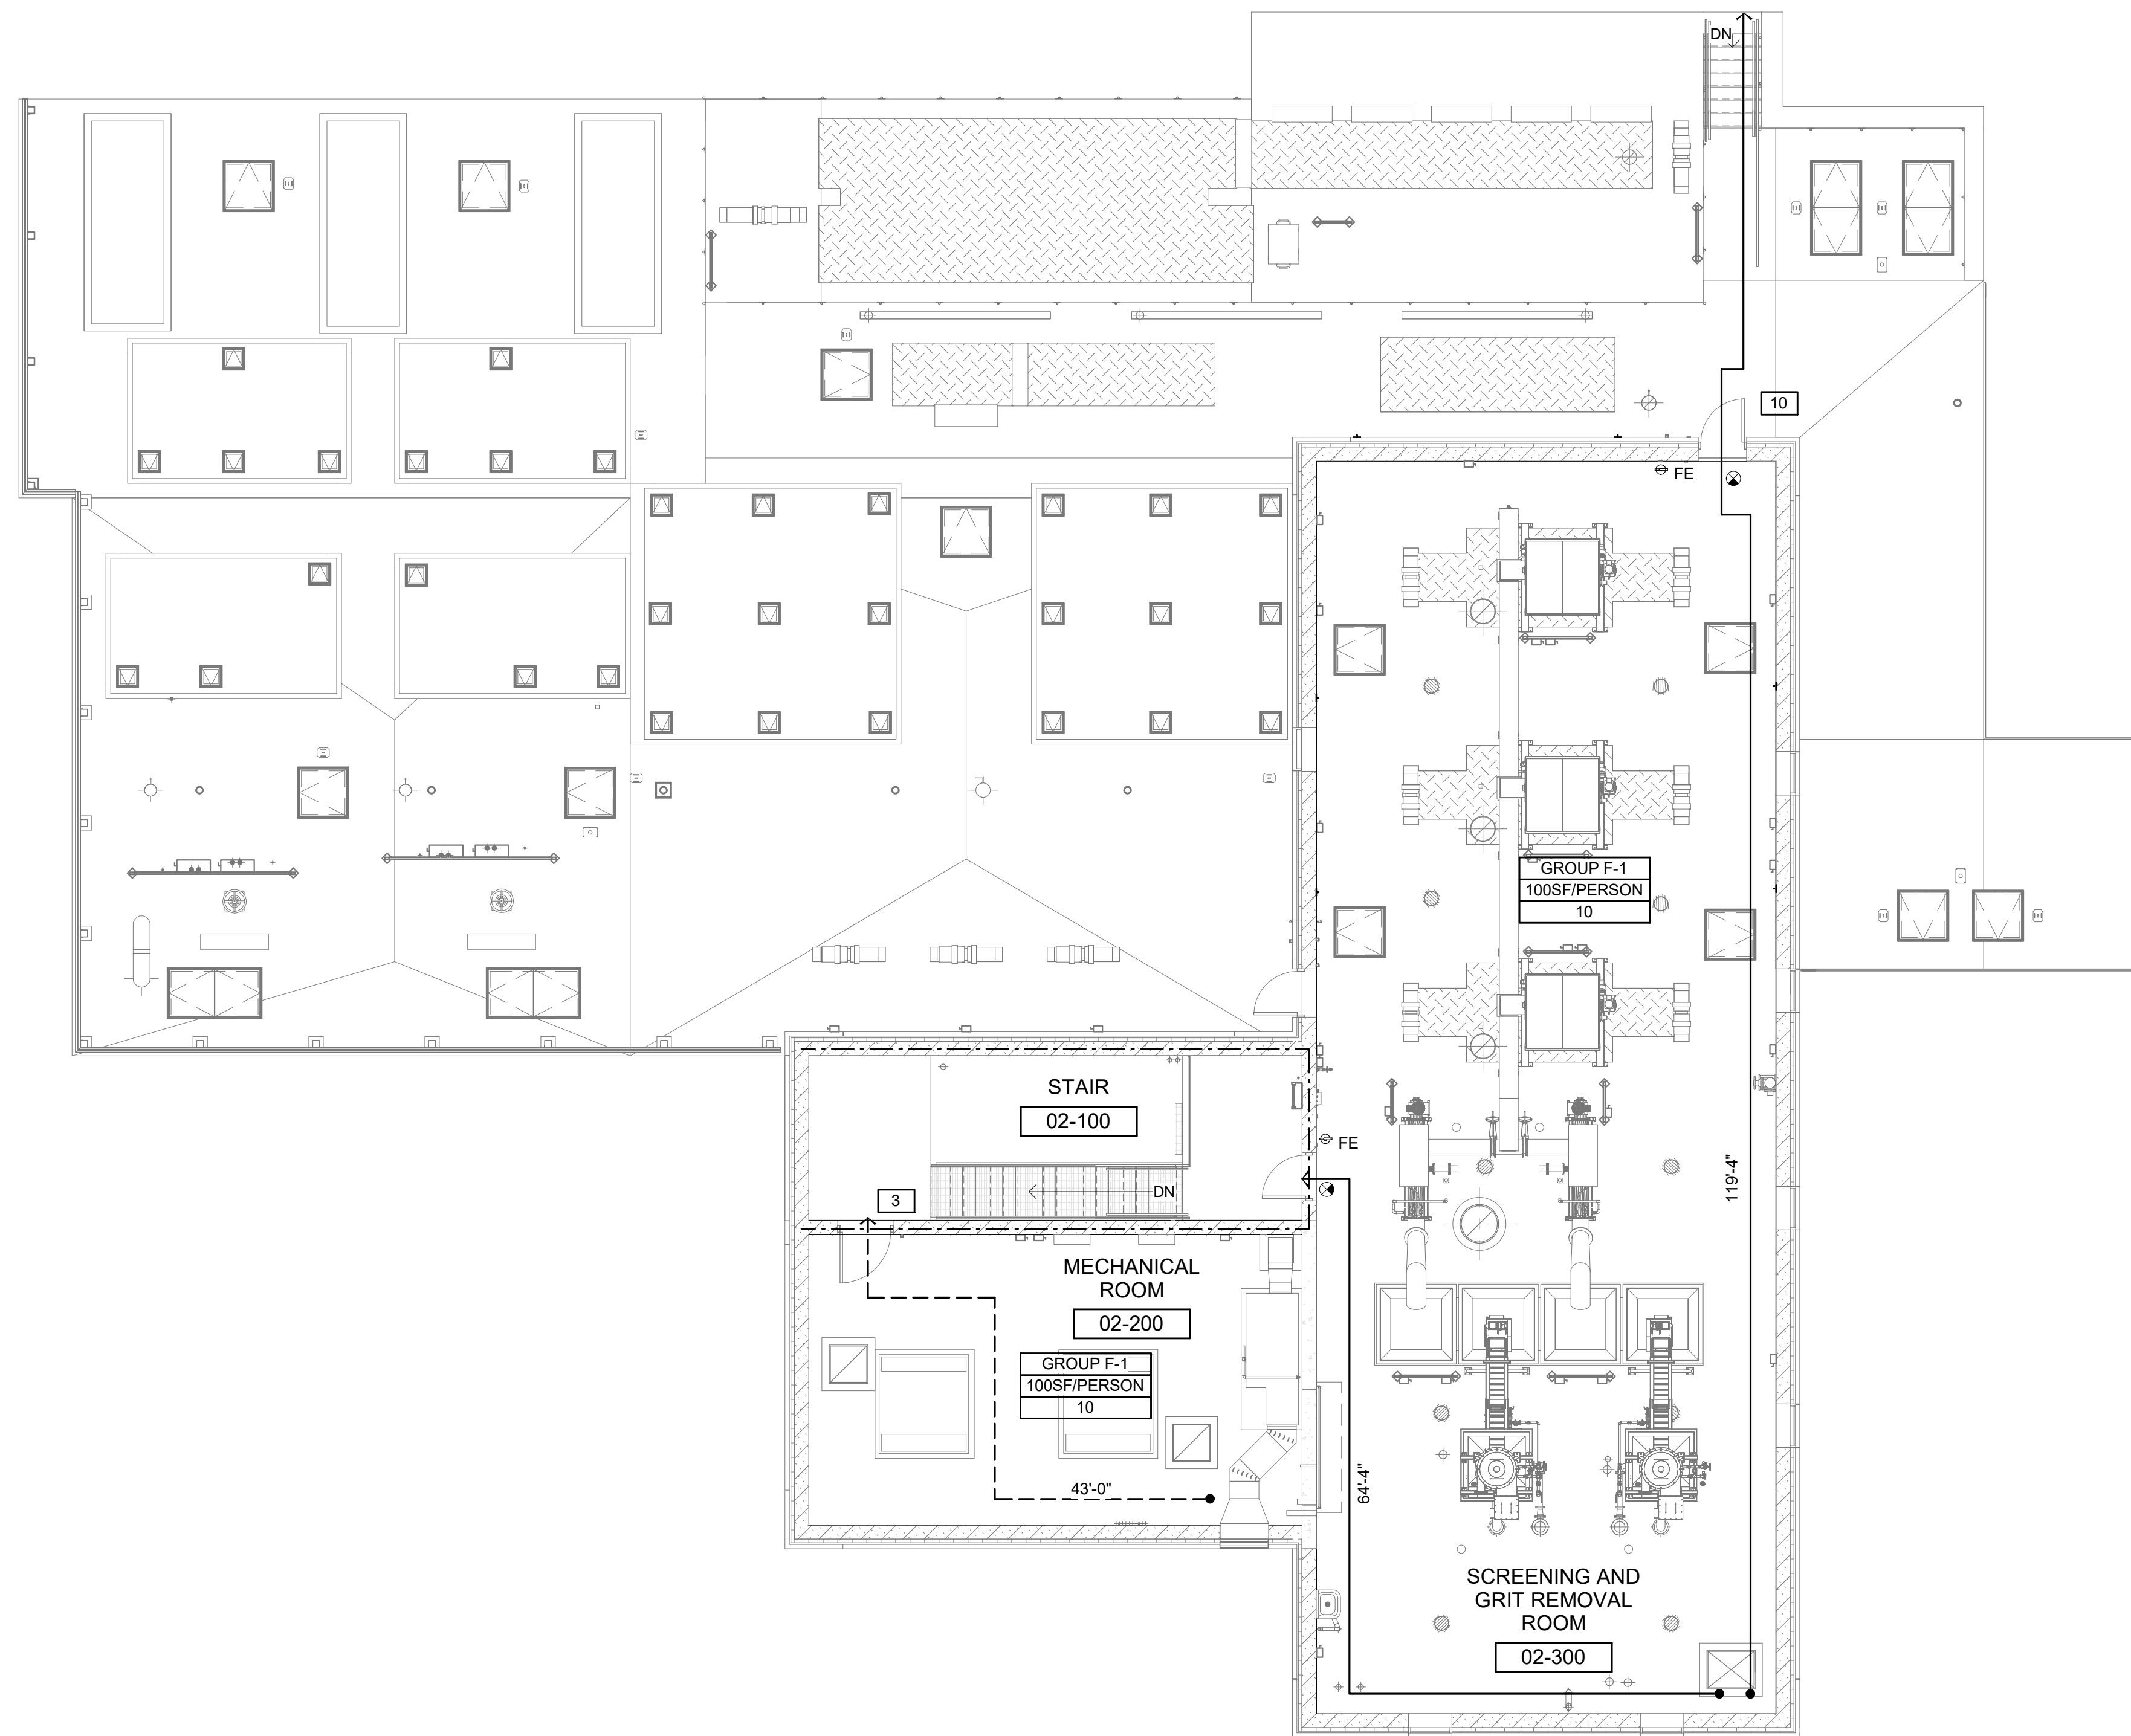 DN
10
FE
GROUP F-1
100SF/PERSON
10
STAIR
02-100
FE
119'-4"
3
DN
MECHANICAL
ROOM
02-200
GROUP F-1
100SF/PERSON
10
43'-0"
64'-4"
SCREENING AND
GRIT REMOVAL
ROOM
02-300